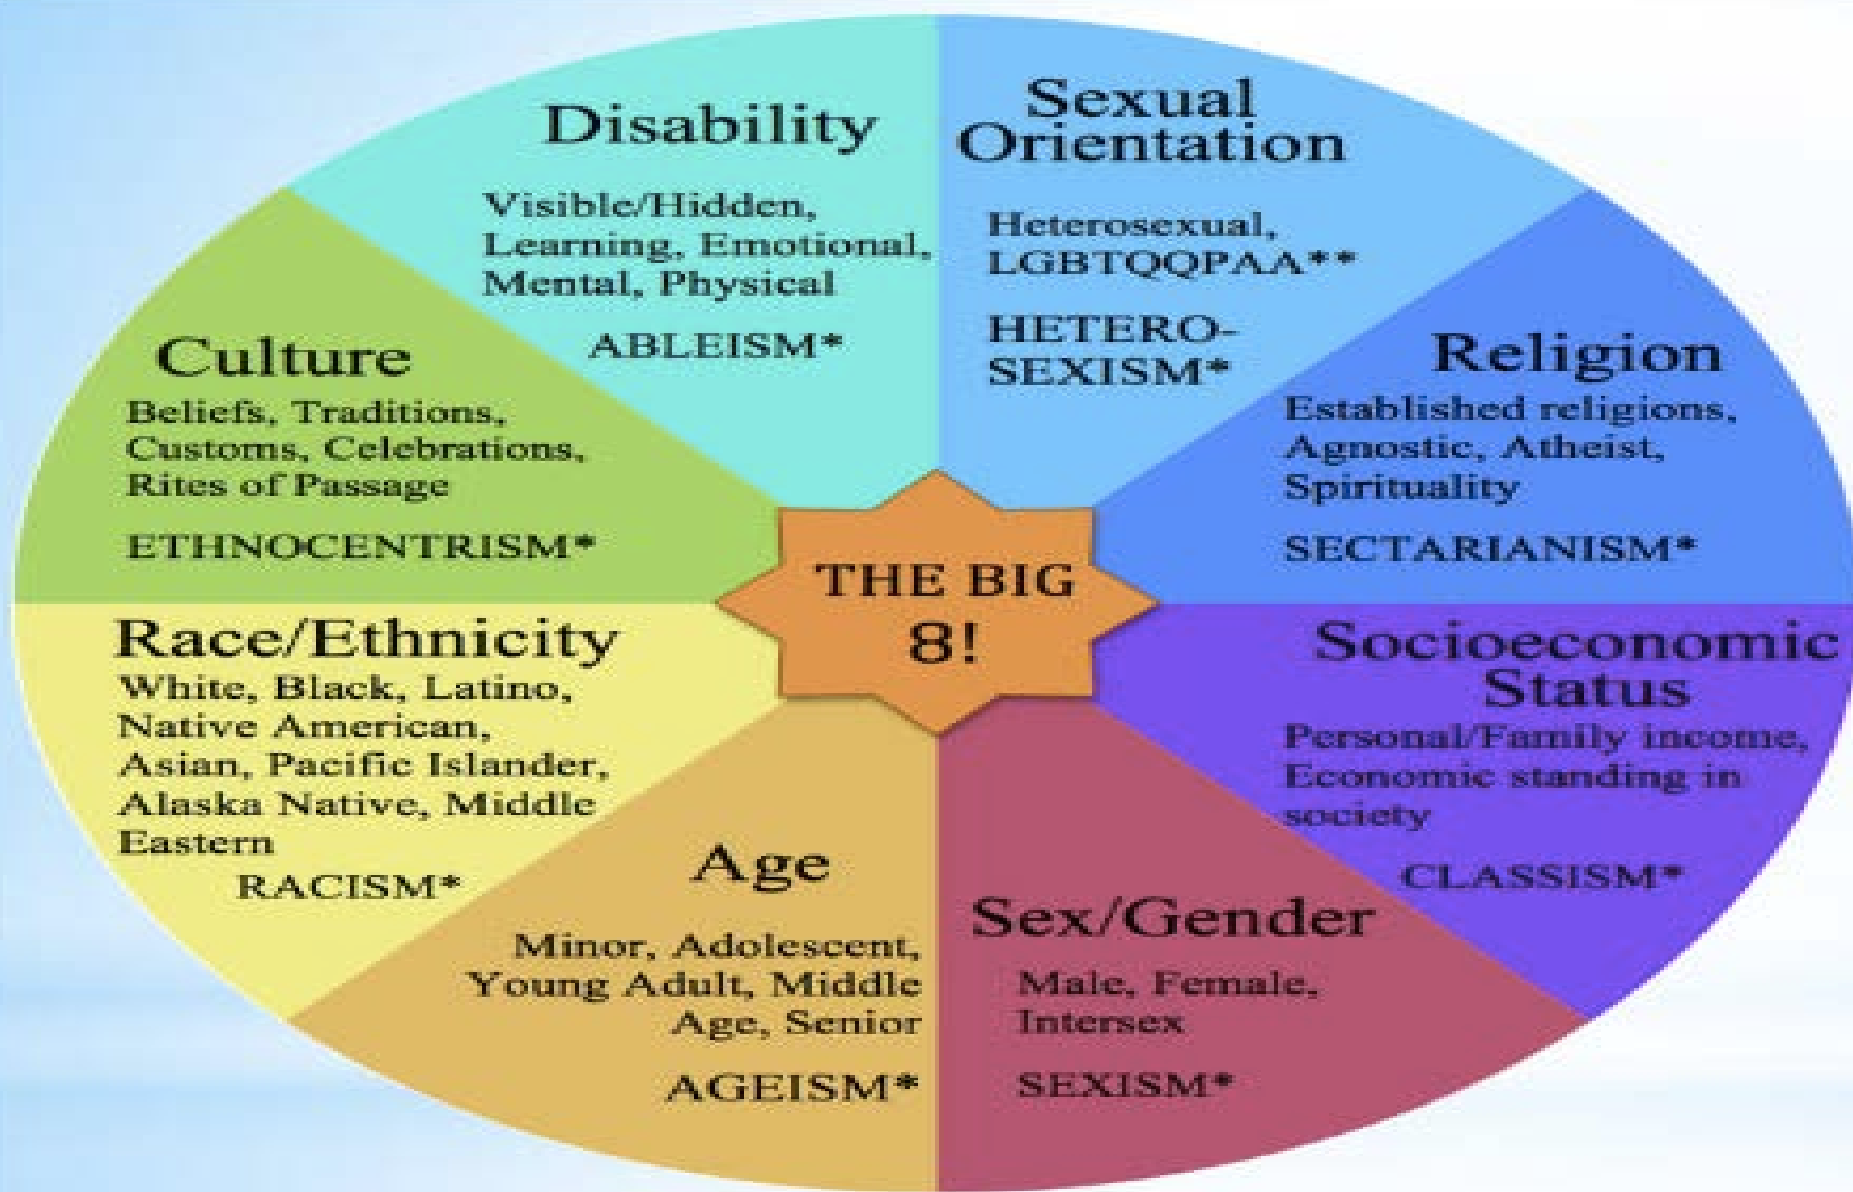 Disability
Visible/Hidden,
Learning, Emotional,
Mental, Physical
ABLEISM*
Sexual
Orientation
Heterosexual,
LGBTQQPAA**
HETERO-
SEXISM*
Religion
Established religions,
Agnostic, Atheist,
Spirituality
SECTARIANISM*
Socioeconomic
Status
Personal/Family income,
Economic standing in
society
CLASSISM*
Sex/Gender
Male, Female,
Intersex
SEXISM*
Age
Minor, Adolescent,
Young Adult, Middle
Age, Senior
AGEISM*
Race/Ethnicity
White, Black, Latino,
Native American,
Asian, Pacific Islander,
Alaska Native, Middle
Eastern
RACISM*
Culture
Beliefs, Traditions,
Customs, Celebrations,
Rites of Passage
ETHNOCENTRISM*
THE BIG
8!